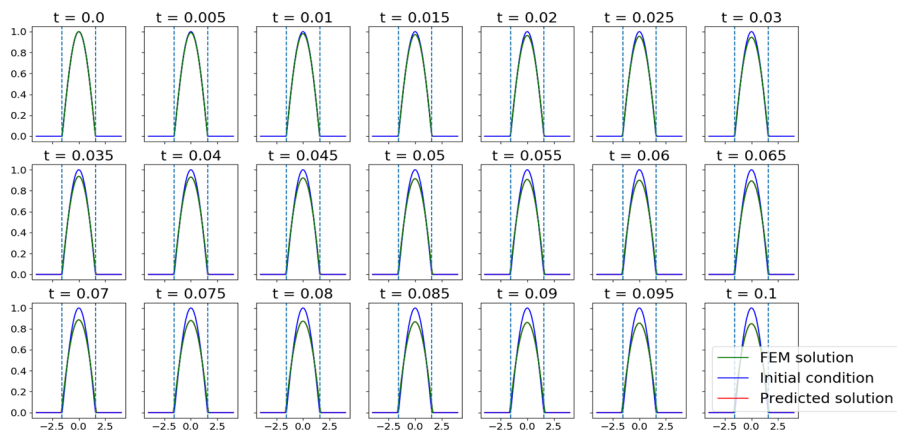 t = 0.0 t = 0.005 t = 0.01 t = 0.015 t = 0.02 t = 0.025 t = 0.03
1.0
0.8
0.6
0.4
0.2
0.0
t = 0.035 t = 0.04 t = 0.045 t = 0.05 t = 0.055 t = 0.06 t = 0.065
1.0
0.8
0.6
0.4
0.2
0.0
t = 0.07 t = 0.075 t = 0.08 t = 0.085 t = 0.09 t = 0.095 t = 0.1
1.0
0.8
0.6
0.4
0.2
0.0
FEM solution
Initial condition
Predicted solution
−2.5 0.0 2.5 −2.5 0.0 2.5 −2.5 0.0 2.5 −2.5 0.0 2.5 −2.5 0.0 2.5 −2.5 0.0 2.5 −2.5 0.0 2.5